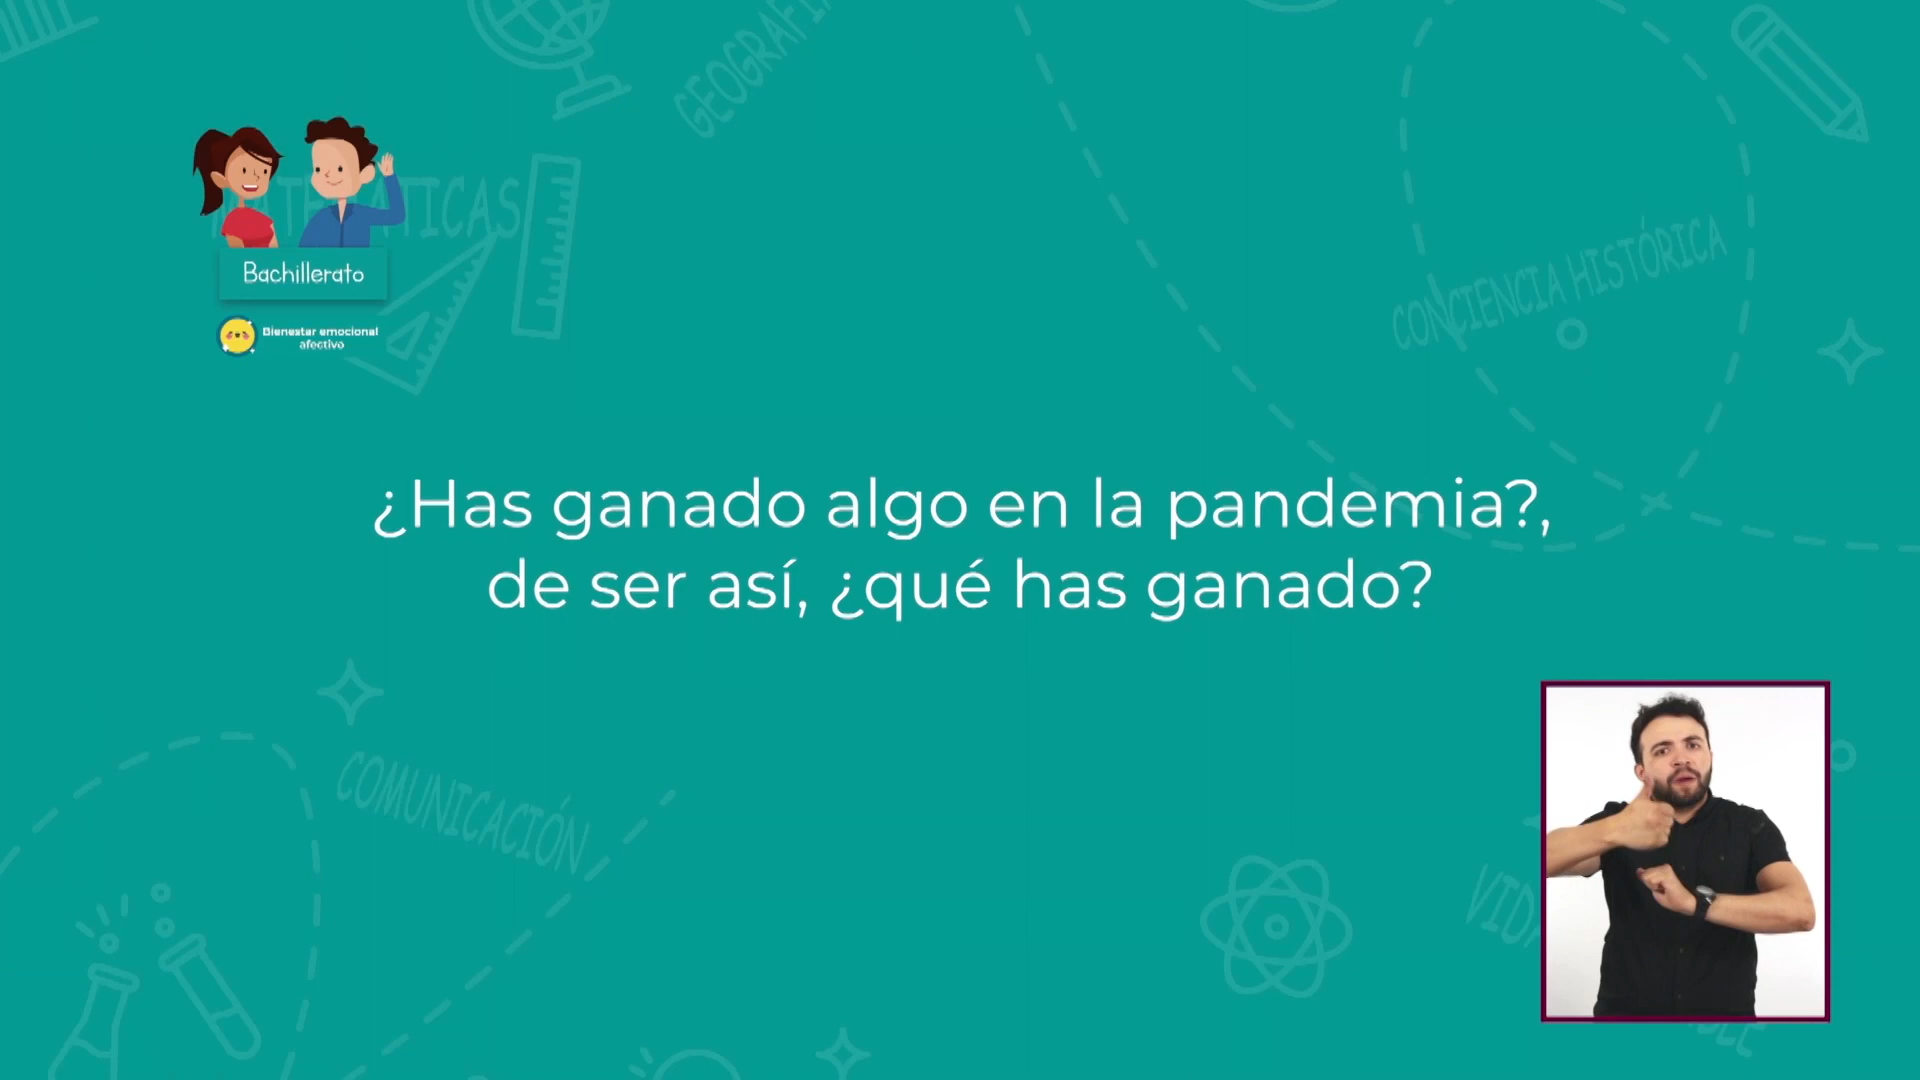 GEOGRAFÍA
MATEMÁTICAS
CONCIENCIA HISTÓRICA
Bachillerato
Bienestar emocional
afectivo
¿Has ganado algo en la pandemia?,
de ser así, ¿qué has ganado?
COMUNICACIÓN